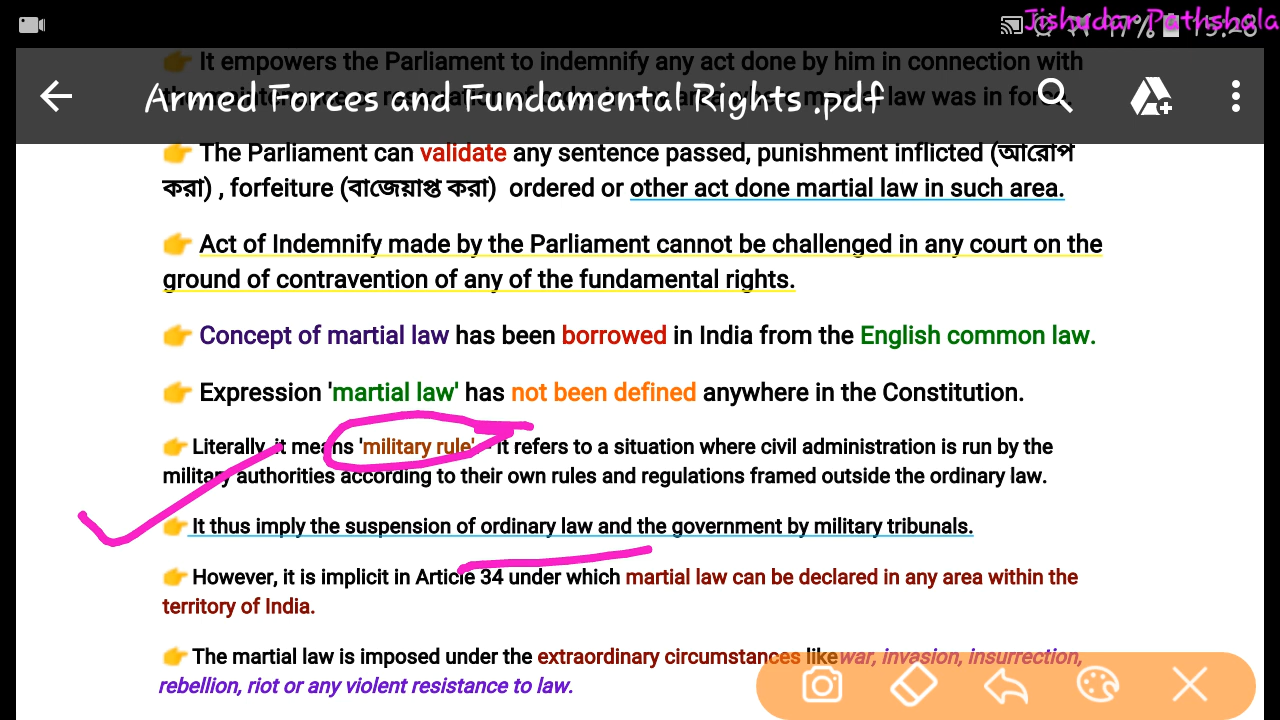 Jishudar Pathshala
97% 15:28
👉 It empowers the Parliament to indemnify any act done by him in connection with
law was in force.
Armed Forces and Fundamental Rights .pdf
👉 The Parliament can validate any sentence passed, punishment inflicted (আরোপ
করা) , forfeiture (বাজেয়াপ্ত করা) ordered or other act done martial law in such area.
👉 Act of Indemnify made by the Parliament cannot be challenged in any court on the
ground of contravention of any of the fundamental rights.
👉 Concept of martial law has been borrowed in India from the English common law.
👉 Expression 'martial law' has not been defined anywhere in the Constitution.
👉 Literally, it means 'military rule'. - It refers to a situation where civil administration is run by the
military authorities according to their own rules and regulations framed outside the ordinary law.
👉 It thus imply the suspension of ordinary law and the government by military tribunals.
👉 However, it is implicit in Article 34 under which martial law can be declared in any area within the
territory of India.
👉 The martial law is imposed under the extraordinary circumstances like war, invasion, insurrection,
rebellion, riot or any violent resistance to law.